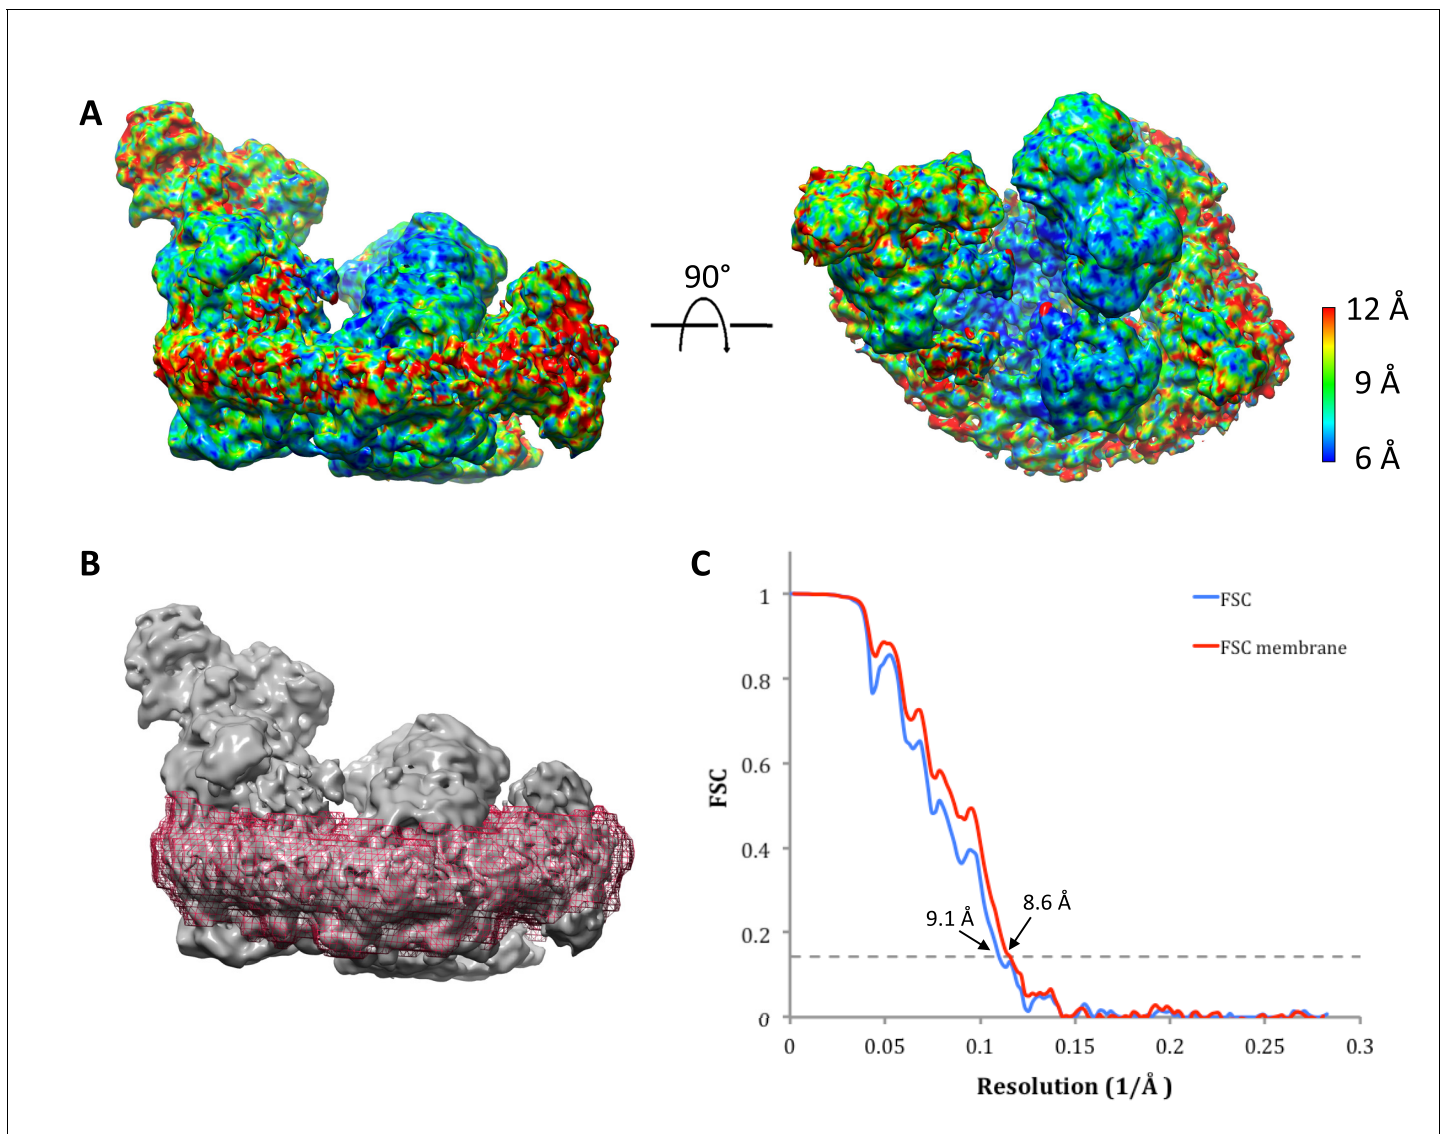 A
90°
12 Å
9 Å
6 Å
B
C
FSC
FSC membrane
1
0.8
0.6
0.4
0.2
0
FSC
9.1 Å
8.6 Å
0
0.05
0.1
0.15
0.2
0.25
0.3
Resolution (1/Å )